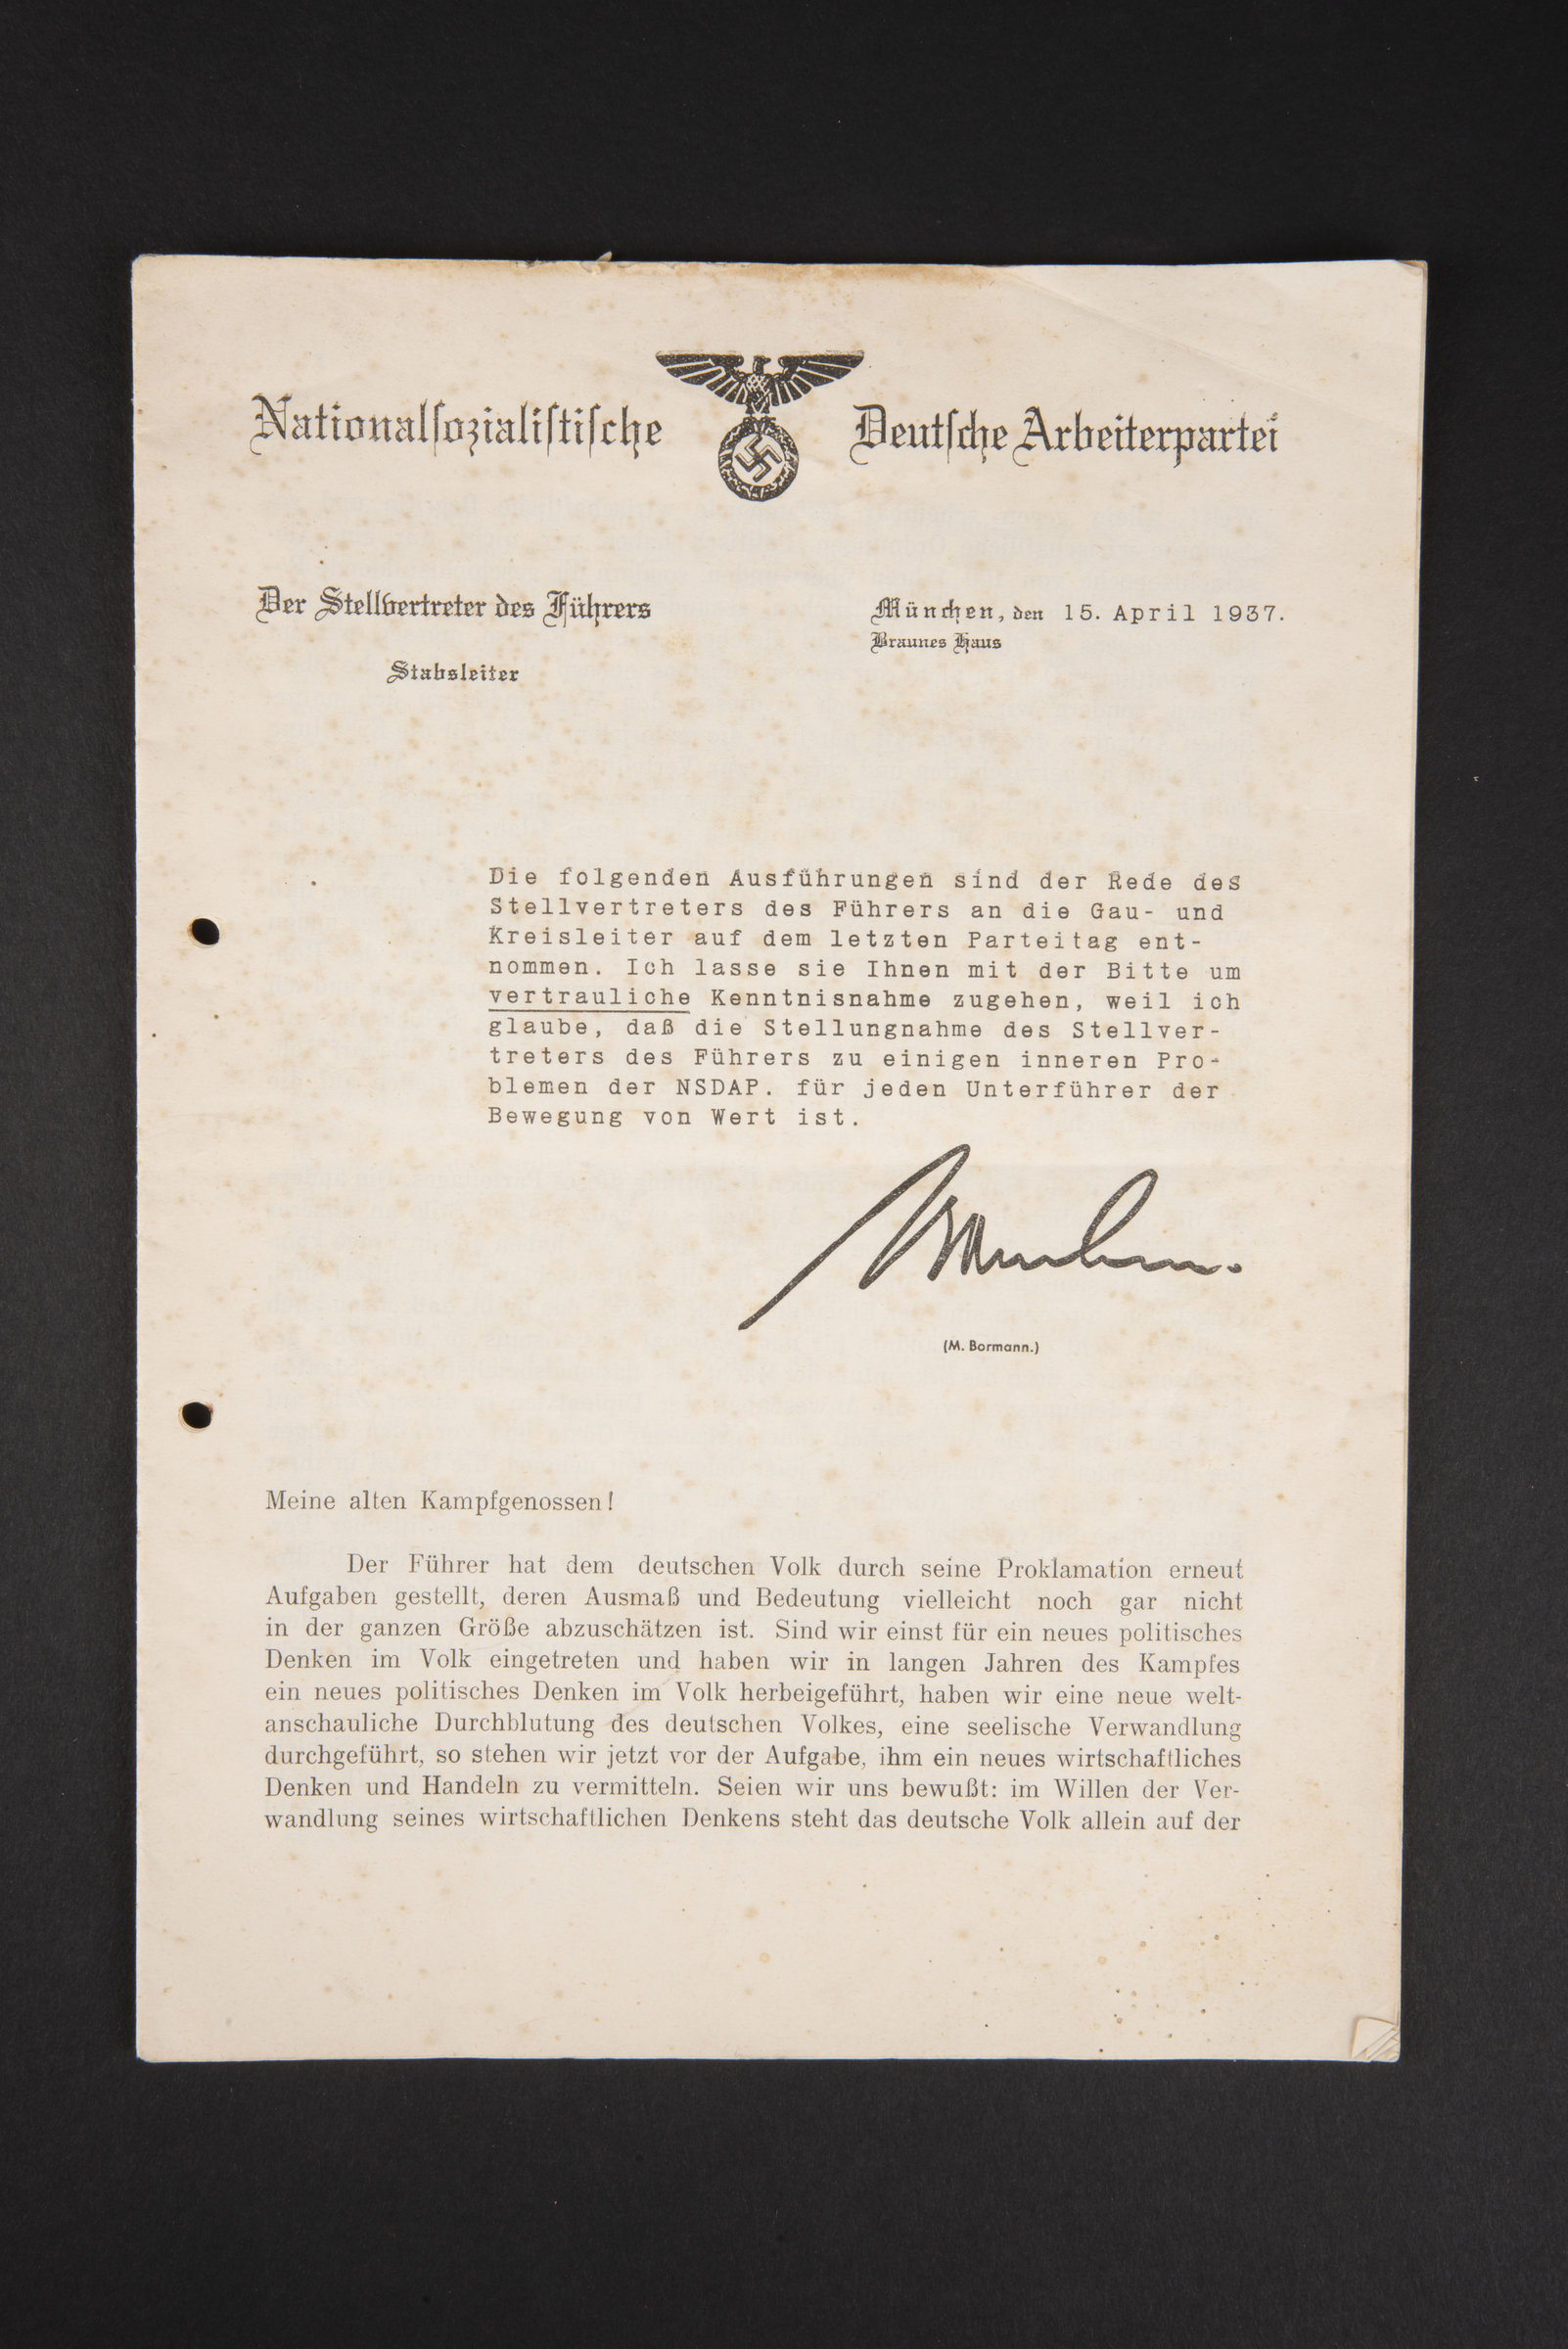 Nationalsozialistische Deutsche Arbeiterpartei
Der Stellvertreter des Führers
Stabsleiter
München, den 15. April 1937.
Braunes Haus
Die folgenden Ausführungen sind der Rede des
Stellvertreters des Führers an die Gau- und
Kreisleiter auf dem letzten Parteitag ent-
nommen. Ich lasse sie Ihnen mit der Bitte um
vertrauliche Kenntnisnahme zugehen, weil ich
glaube, daß die Stellungnahme des Stellver-
treters des Führers zu einigen inneren Pro-
blemen der NSDAP. für jeden Unterführer der
Bewegung von Wert ist.
(M. Bormann.)
Meine alten Kampfgenossen!
Der Führer hat dem deutschen Volk durch seine Proklamation erneut
Aufgaben gestellt, deren Ausmaß und Bedeutung vielleicht noch gar nicht
in der ganzen Größe abzuschätzen ist. Sind wir einst für ein neues politisches
Denken im Volk eingetreten und haben wir in langen Jahren des Kampfes
ein neues politisches Denken im Volk herbeigeführt, haben wir eine neue welt-
anschauliche Durchblutung des deutschen Volkes, eine seelische Verwandlung
durchgeführt, so stehen wir jetzt vor der Aufgabe, ihm ein neues wirtschaftliches
Denken und Handeln zu vermitteln. Seien wir uns bewußt: im Willen der Ver-
wandlung seines wirtschaftlichen Denkens steht das deutsche Volk allein auf der